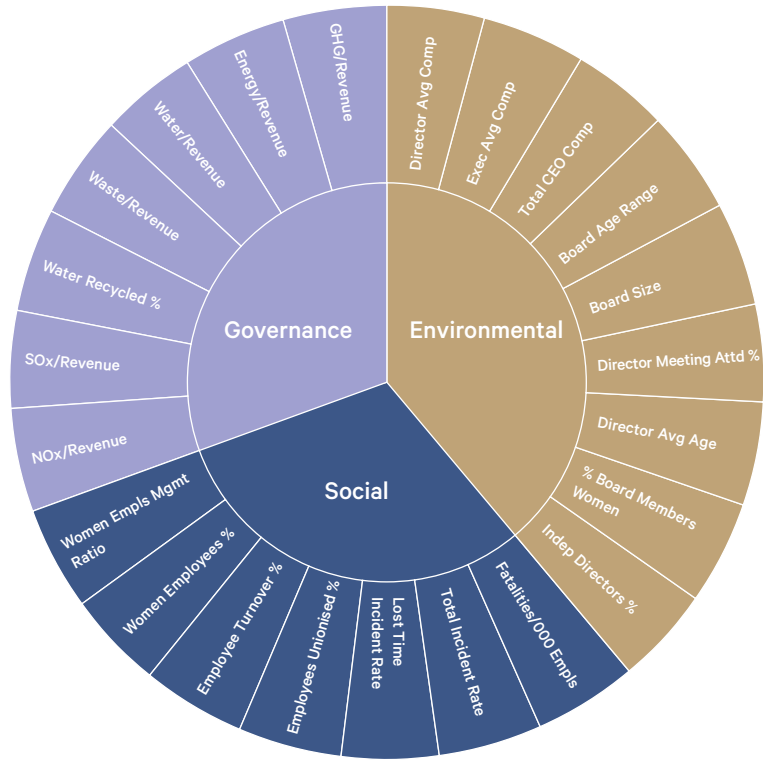 GHG/Revenue
Energy/Revenue
Water/Revenue
Waste/Revenue
Water Recycled %
SOx/Revenue
NOx/Revenue
Governance
Director Avg Comp
Exec Avg Comp
Total CEO Comp
Board Age Range
Board Size
Director Meeting Attd %
Director Avg Age
% Board Members
Women
Indep Directors %
Environmental
Social
Women Empls Mgmt
Ratio
Women Employees %
Employee Turnover %
Employees Unionised %
Lost Time
Incident Rate
Total Incident Rate
Fatalities/000 Empls